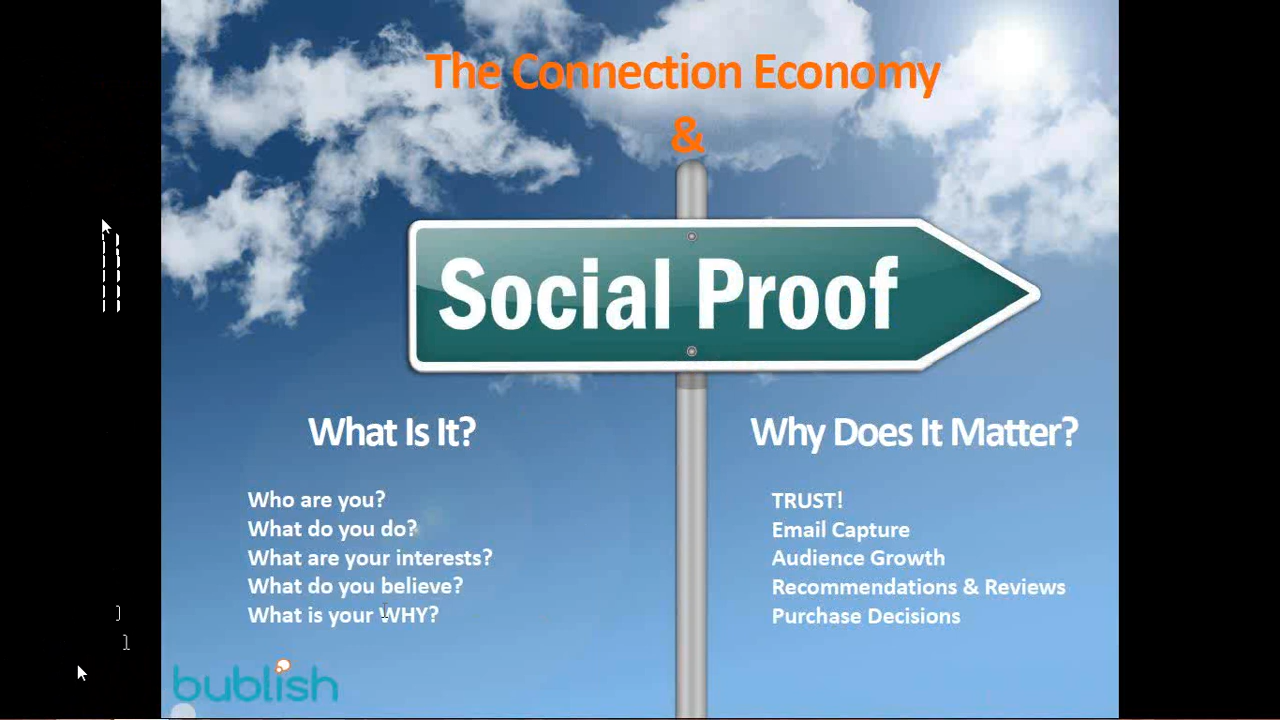 The Connection Economy
&
Social Proof
What Is It?
Who are you?
What do you do?
What are your interests?
What do you believe?
What is your WHY?
Why Does It Matter?
TRUST!
Email Capture
Audience Growth
Recommendations & Reviews
Purchase Decisions
bublish